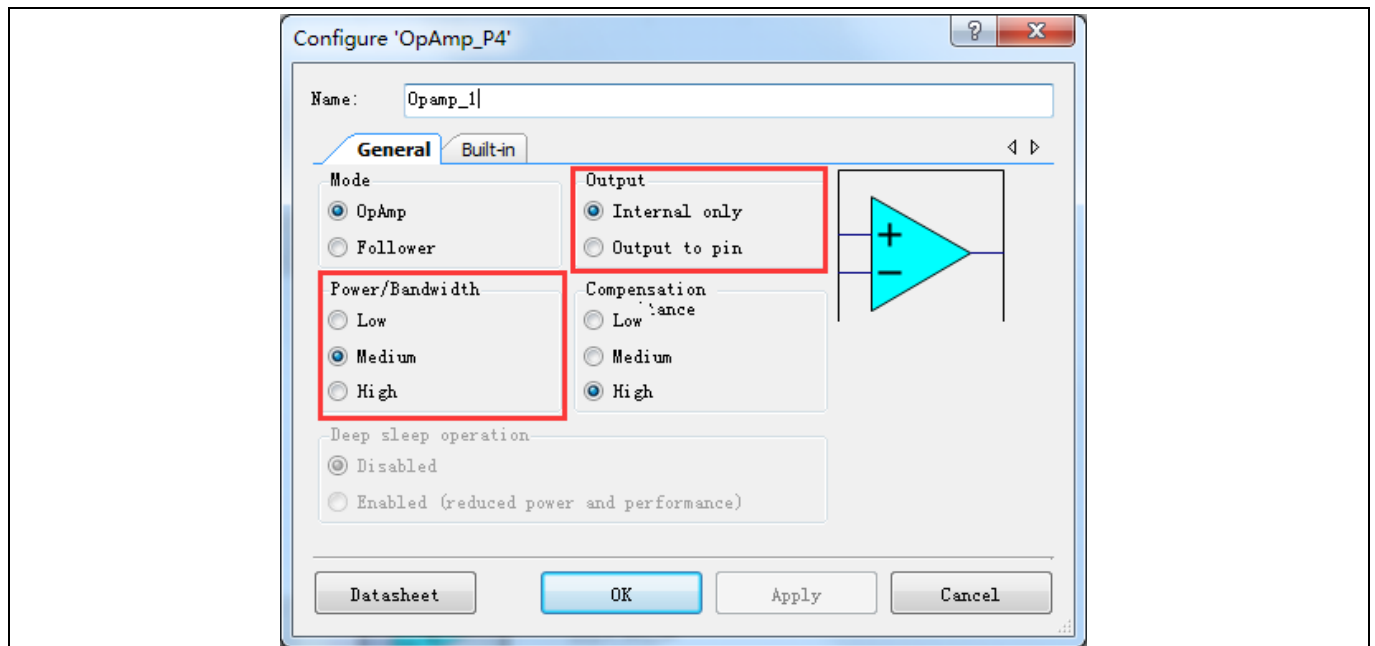 Configure 'OpAmp_P4'
Name: Opamp_1
General Built-in
Mode
OpAmp
Follower
Output
Internal only
Output to pin
Power/Bandwidth
Low
Medium
High
Compensation
Low
Medium
High
Deep sleep operation
Disabled
Enabled (reduced power and performance)
Datasheet OK Apply Cancel